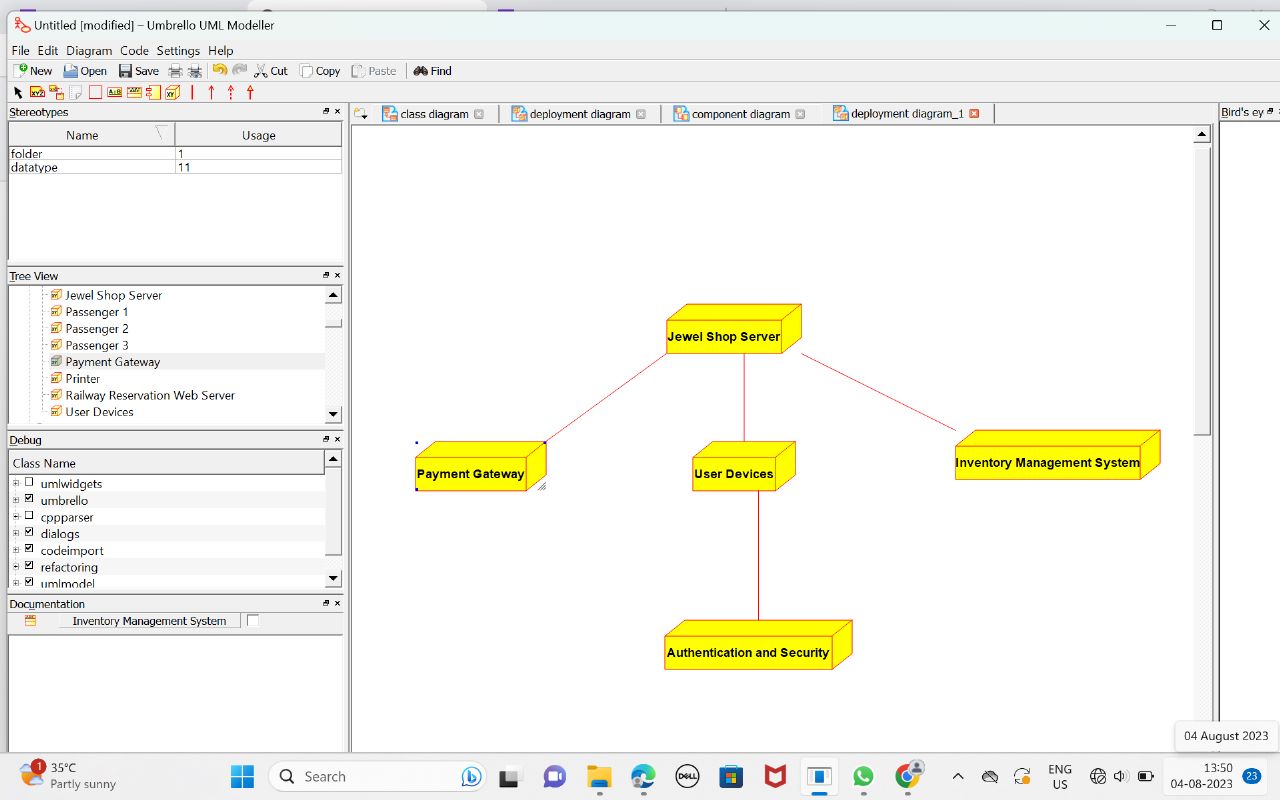 Untitled [modified] – Umbrello UML Modeller
File Edit Diagram Code Settings Help
New Open Save Cut Copy Paste Find
Stereotypes
Name Usage
folder 1
datatype 11
class diagram deployment diagram component diagram deployment diagram_1
Bird's ey
Tree View
Jewel Shop Server
Passenger 1
Passenger 2
Passenger 3
Payment Gateway
Printer
Railway Reservation Web Server
User Devices
Debug
Class Name
umlwidgets
umbrello
cppparser
dialogs
codeimport
refactoring
umlmodel
Documentation
Inventory Management System
Jewel Shop Server
Payment Gateway
User Devices
Inventory Management System
Authentication and Security
04 August 2023
1
35°C
Partly sunny
Search
DELL
ENG
US
13:50
04-08-2023
23